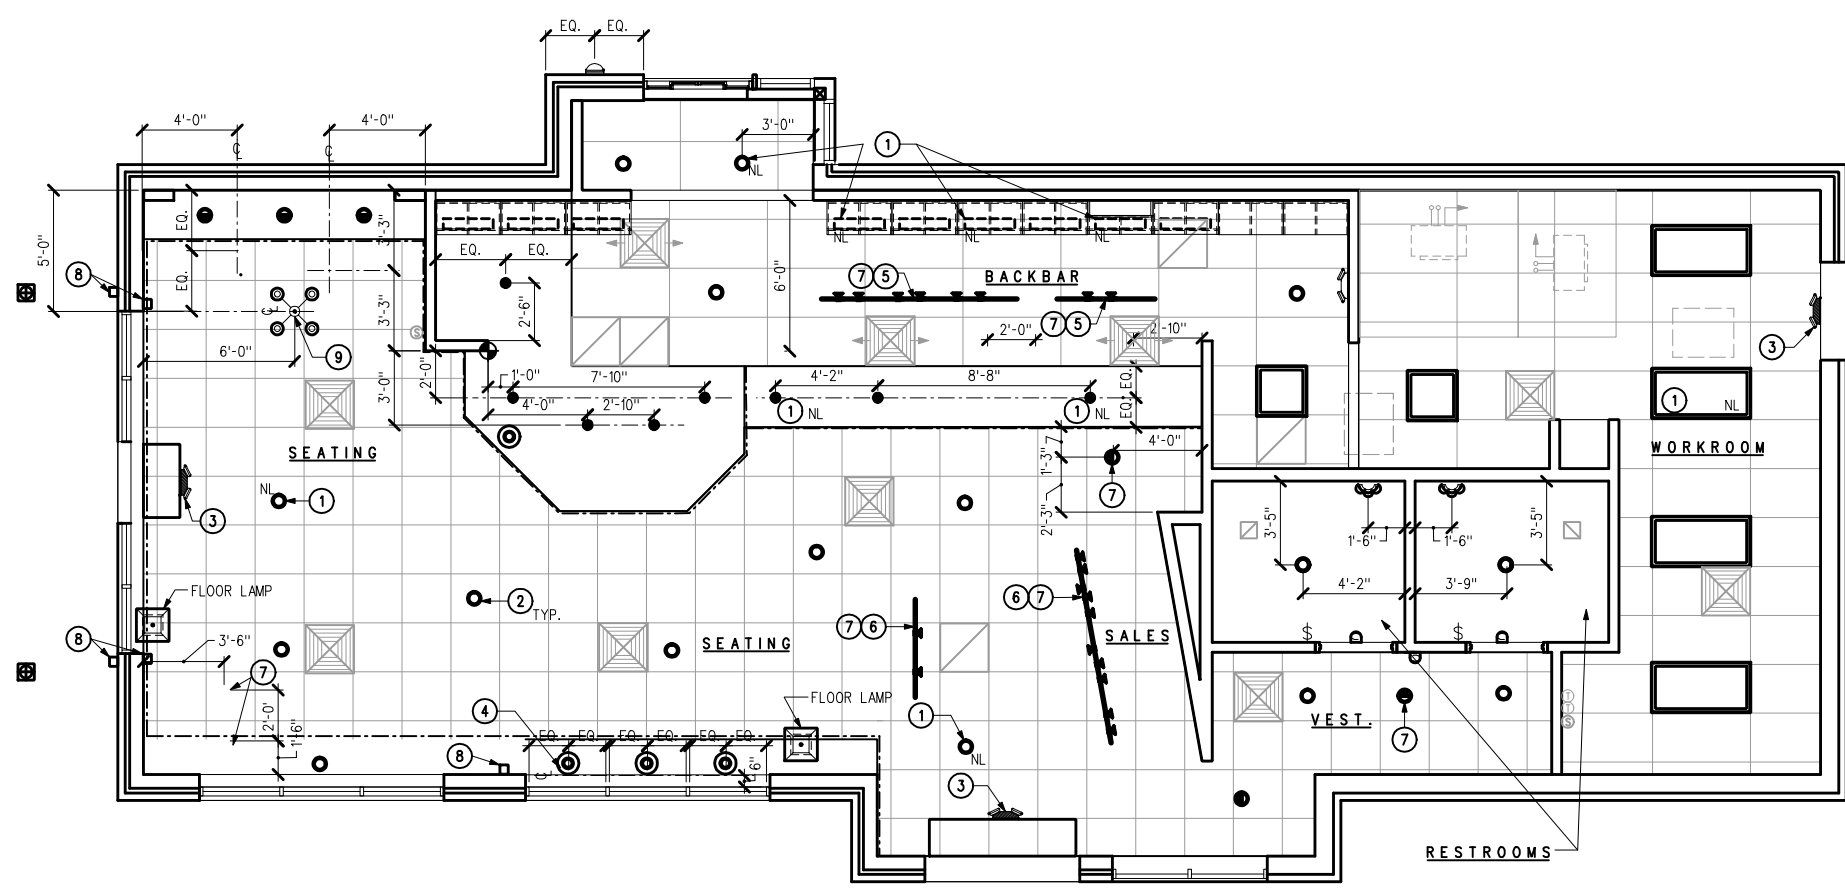 EQ. EQ.
4'-0" 4'-0"
3'-0"
1
NL
EQ.
3'-3"
5'-0"
8
EQ.
EQ. EQ.
NL NL NL
6'-0"
7 5
BACKBAR
3'-3"
2'-6"
S
7 5
2'-0"
2'-10"
3
6'-0"
9
2'-0"
3'-0"
1'-0" 7'-10"
4'-2" 8'-8"
EQ. EQ.
4'-0" 2'-10"
1 NL
1 NL
1 NL
SEATING
1'-3"
4'-0"
WORKROOM
7
NL
1
3
2'-3"
3'-5"
1'-6"
1'-6"
3'-5"
4'-2" 3'-9"
FLOOR LAMP
2
TYP.
6 7
7 6
SALES
SEATING
8
3'-6"
7
FLOOR LAMP
2'-0"
1'-6"
4
EQ. EQ. EQ. EQ. EQ.
1
NL
VEST.
7
T
T
S
8
3
RESTROOMS